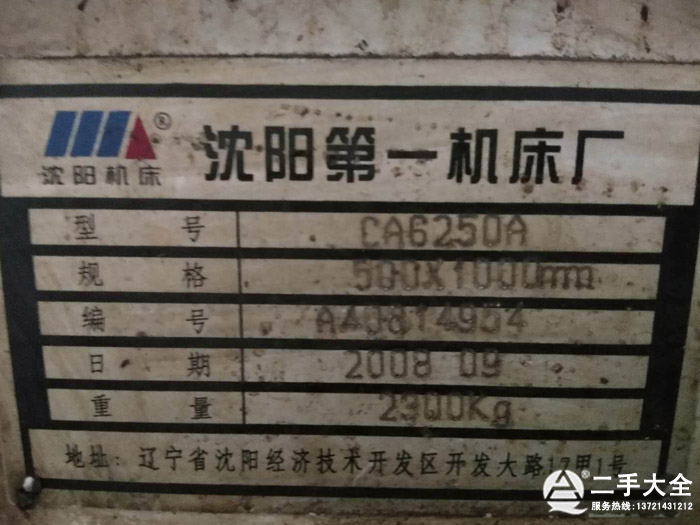 ® 沈阳第一机床厂
沈阳机床
型 号 CA6250A
规 格 500X1000mm
编 号 A40814954
日 期 2008 09
重 量 2300Kg
地址: 辽宁省沈阳经济技术开发区开发大路17甲1号
二手大全
服务热线:13721431212